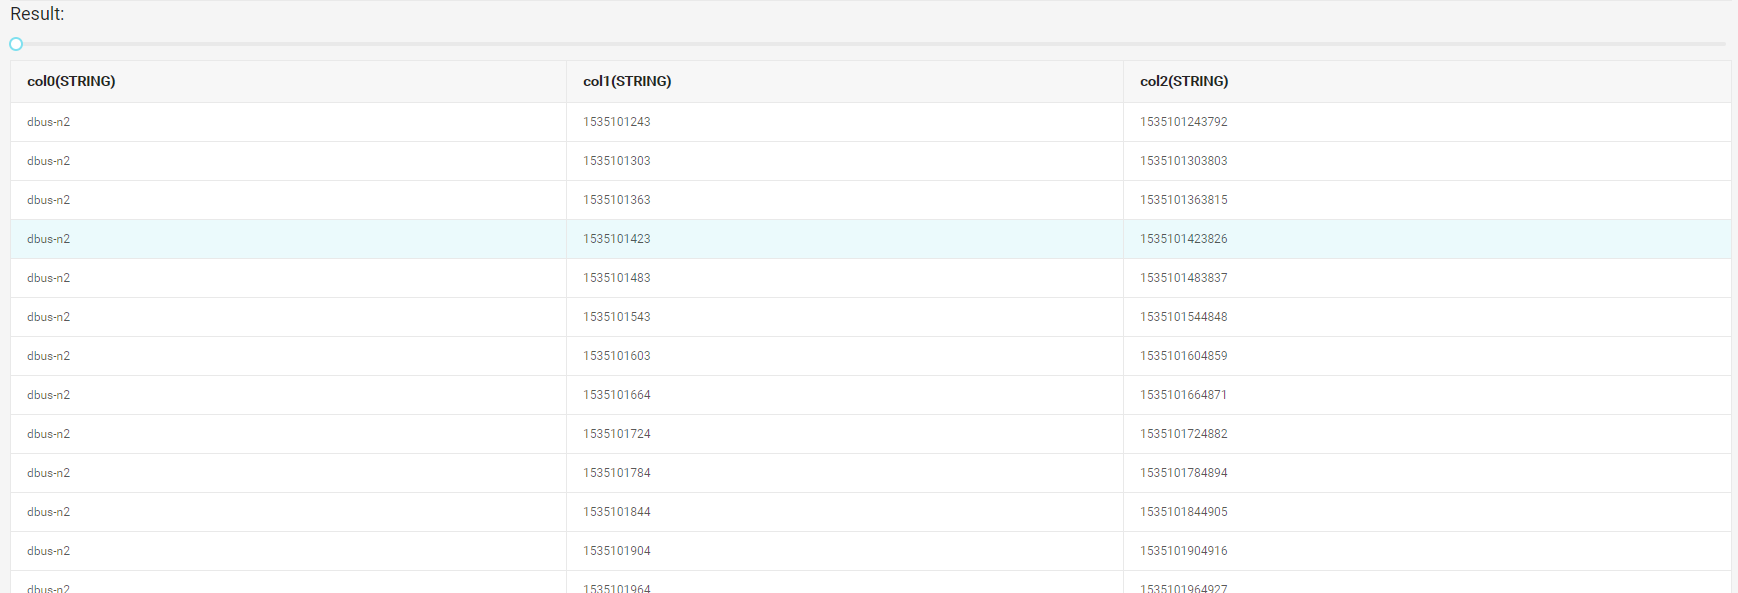 Result:
col0(STRING) col1(STRING) col2(STRING)
dbus-n2 1535101243 1535101243792
dbus-n2 1535101303 1535101303803
dbus-n2 1535101363 1535101363815
dbus-n2 1535101423 1535101423826
dbus-n2 1535101483 1535101483837
dbus-n2 1535101543 1535101544848
dbus-n2 1535101603 1535101604859
dbus-n2 1535101664 1535101664871
dbus-n2 1535101724 1535101724882
dbus-n2 1535101784 1535101784894
dbus-n2 1535101844 1535101844905
dbus-n2 1535101904 1535101904916
dbus-n2 1535101964 1535101964927